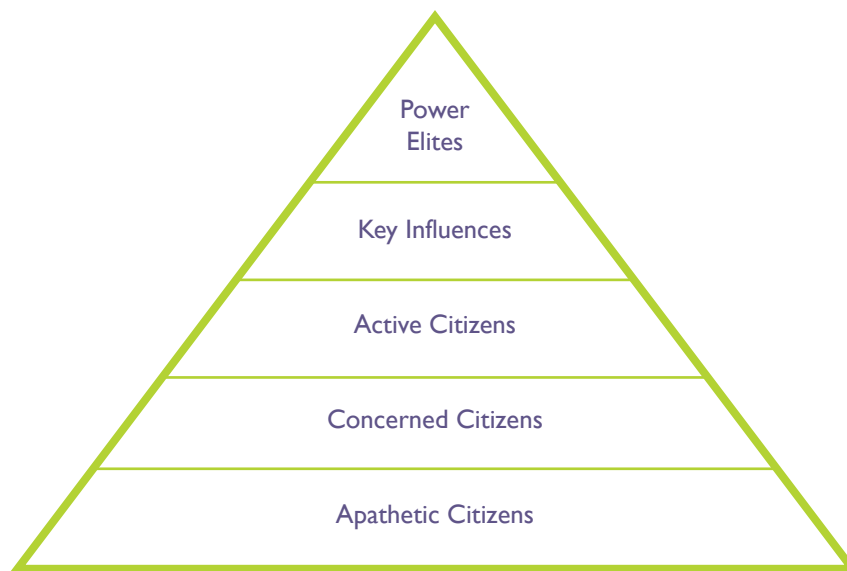 Power
Elites
Key Influences
Active Citizens
Concerned Citizens
Apathetic Citizens